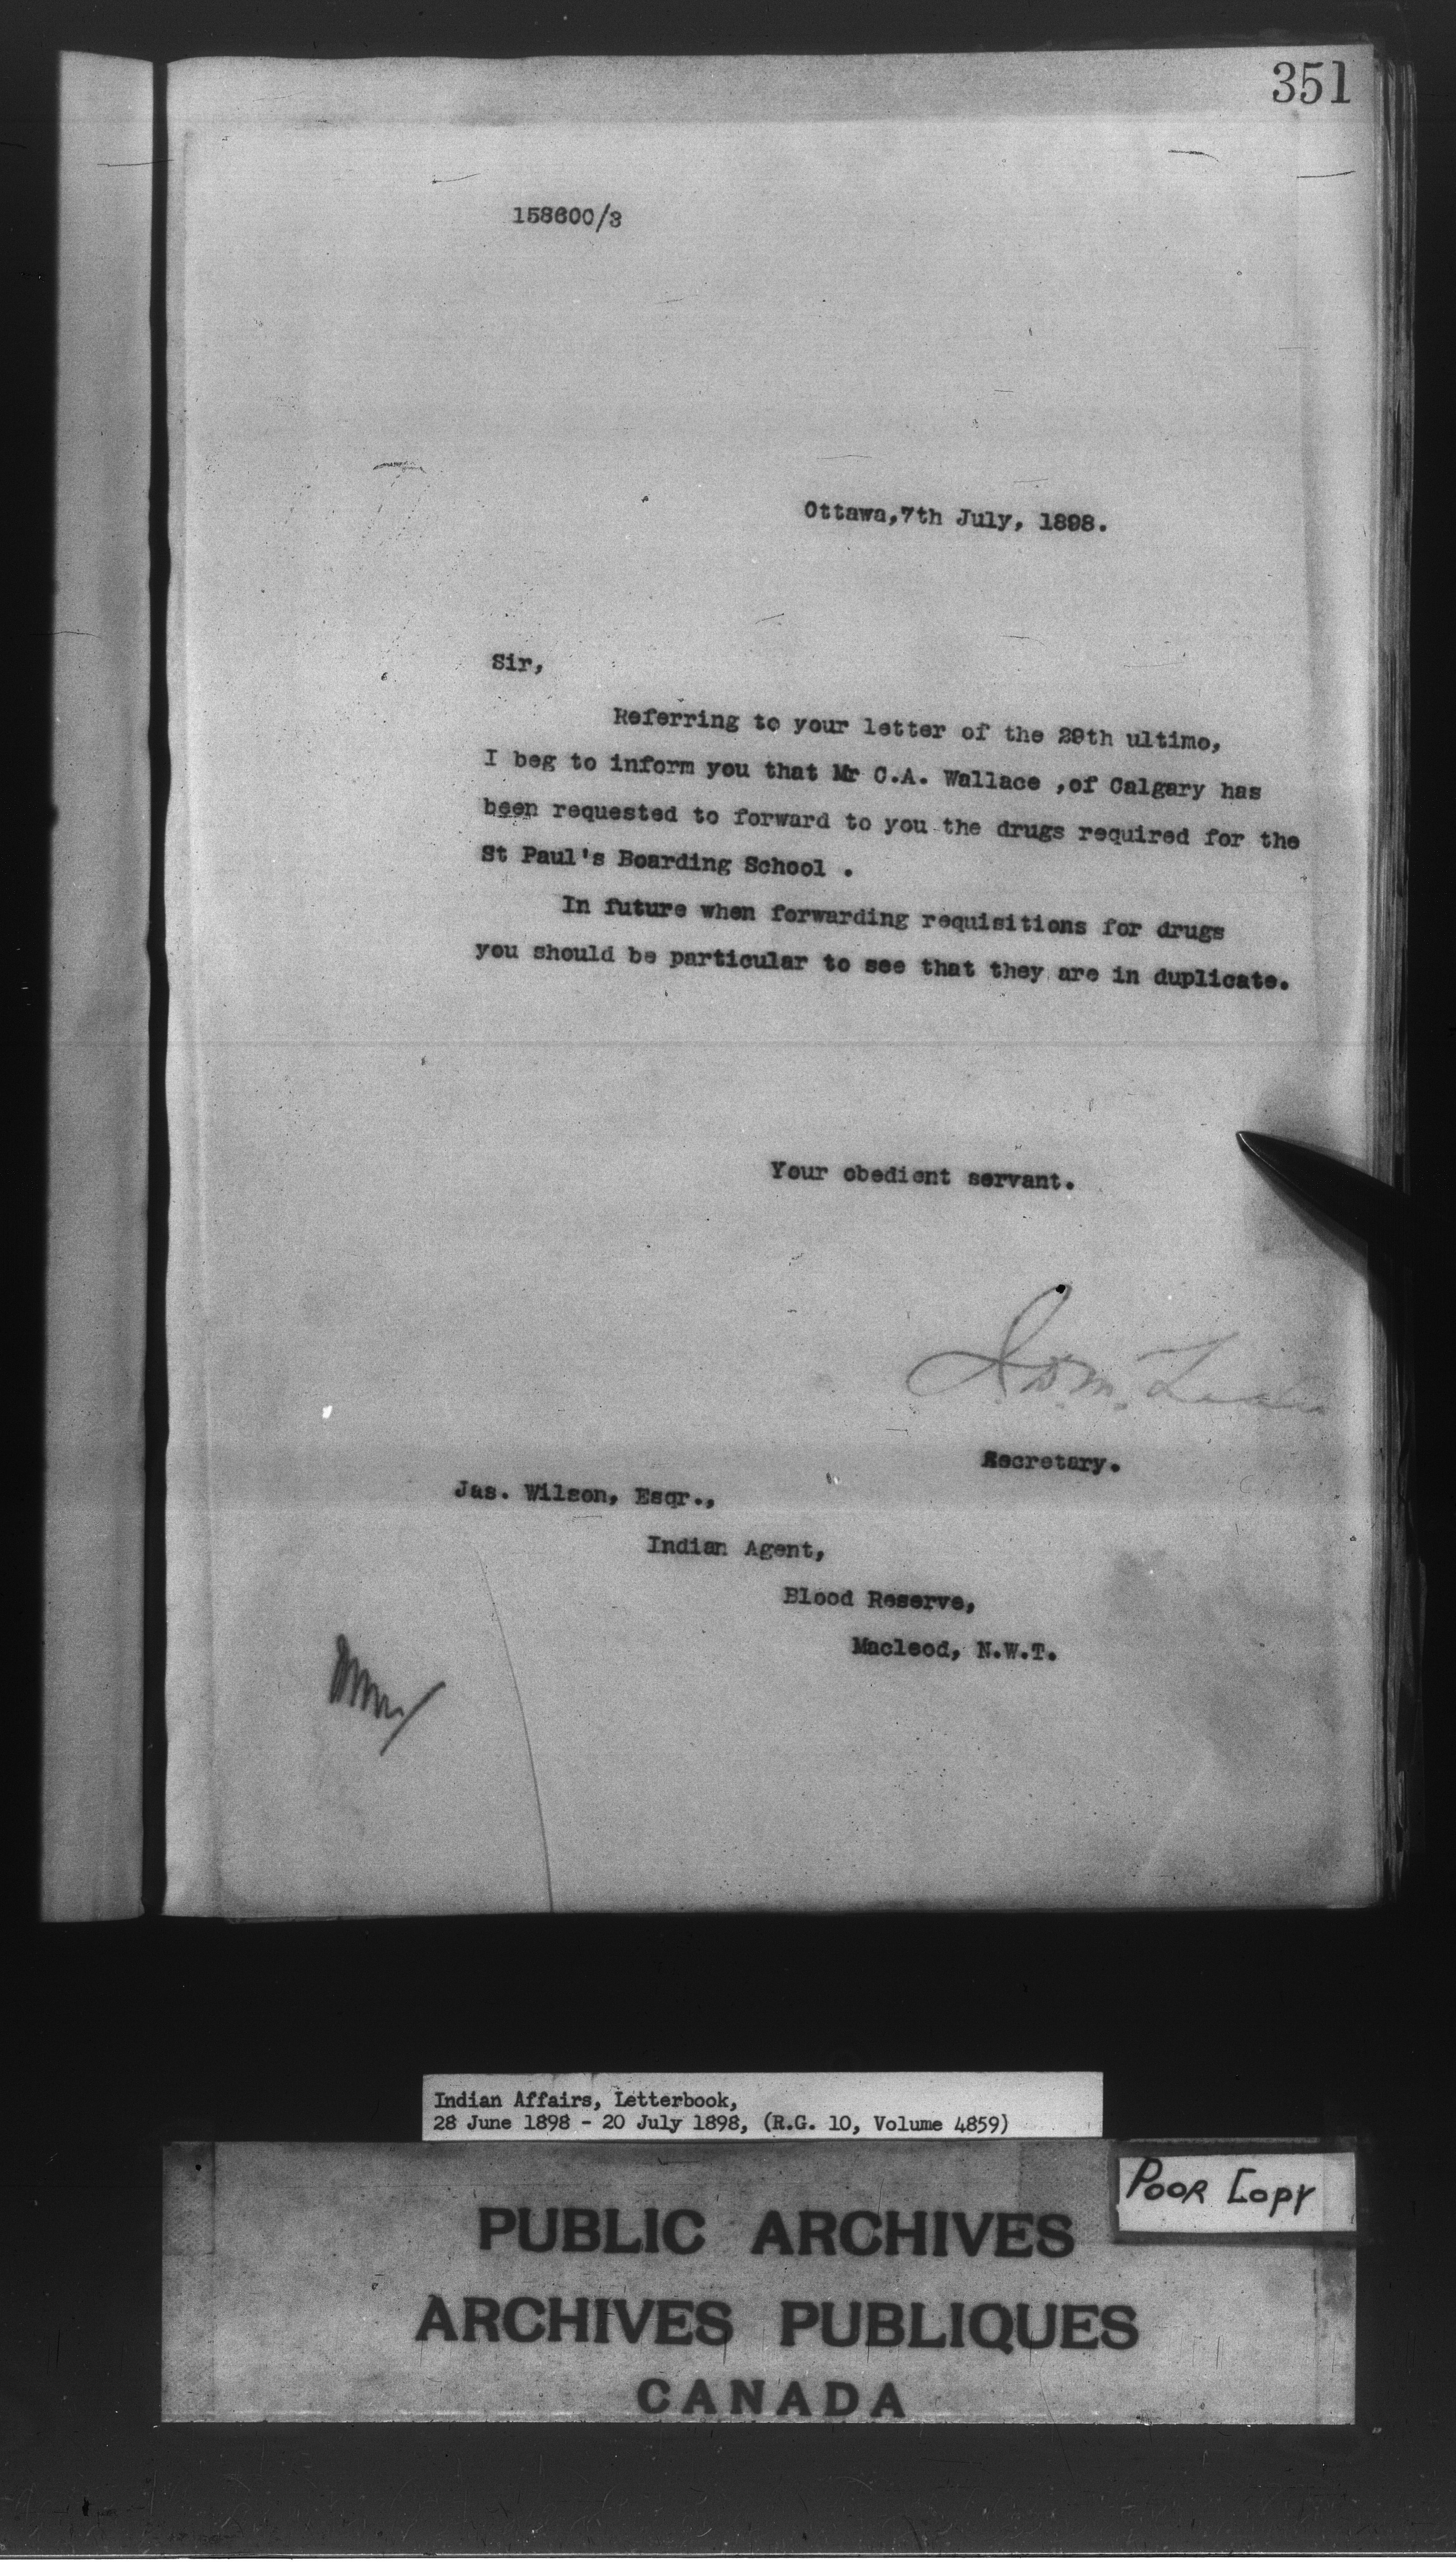 351
158600/3
Ottawa,7th July, 1898.
Sir,
Referring to your letter of the 29th ultimo,
I beg to inform you that Mr C.A. Wallace ,of Calgary has
been requested to forward to you the drugs required for the
St Paul's Boarding School .
In future when forwarding requisitions for drugs
you should be particular to see that they are in duplicate.
Your obedient servant.
Secretary.
Jas. Wilson, Esqr.,
Indian Agent,
Blood Reserve,
Macleod, N.W.T.
Indian Affairs, Letterbook,
28 June 1898 - 20 July 1898, (R.G. 10, Volume 4859)
POOR COPY
PUBLIC ARCHIVES
ARCHIVES PUBLIQUES
CANADA